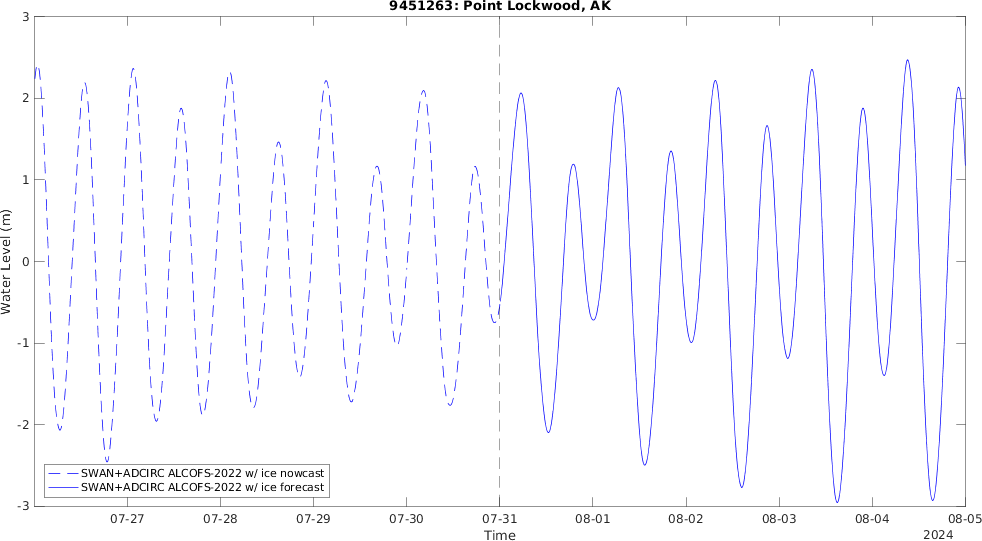 9451263: Point Lockwood, AK
3
2
1
0
-1
-2
-3
Water Level (m)
SWAN+ADCIRC ALCOFS-2022 w/ ice nowcast
SWAN+ADCIRC ALCOFS-2022 w/ ice forecast
07-27 07-28 07-29 07-30 07-31 08-01 08-02 08-03 08-04 08-05
Time
2024